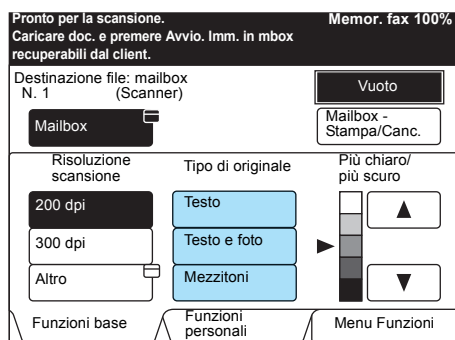 Pronto per la scansione.
Memor. fax 100%
Caricare doc. e premere Avvio. Imm. in mbox
recuperabili dal client.
Destinazione file: mailbox
N. 1 (Scanner)
Vuoto
Mailbox
Mailbox -
Stampa/Canc.
Risoluzione
scansione
Tipo di originale
Più chiaro/
più scuro
200 dpi
Testo
300 dpi
Testo e foto
Altro
Mezzitoni
Funzioni base
Funzioni
personali
Menu Funzioni